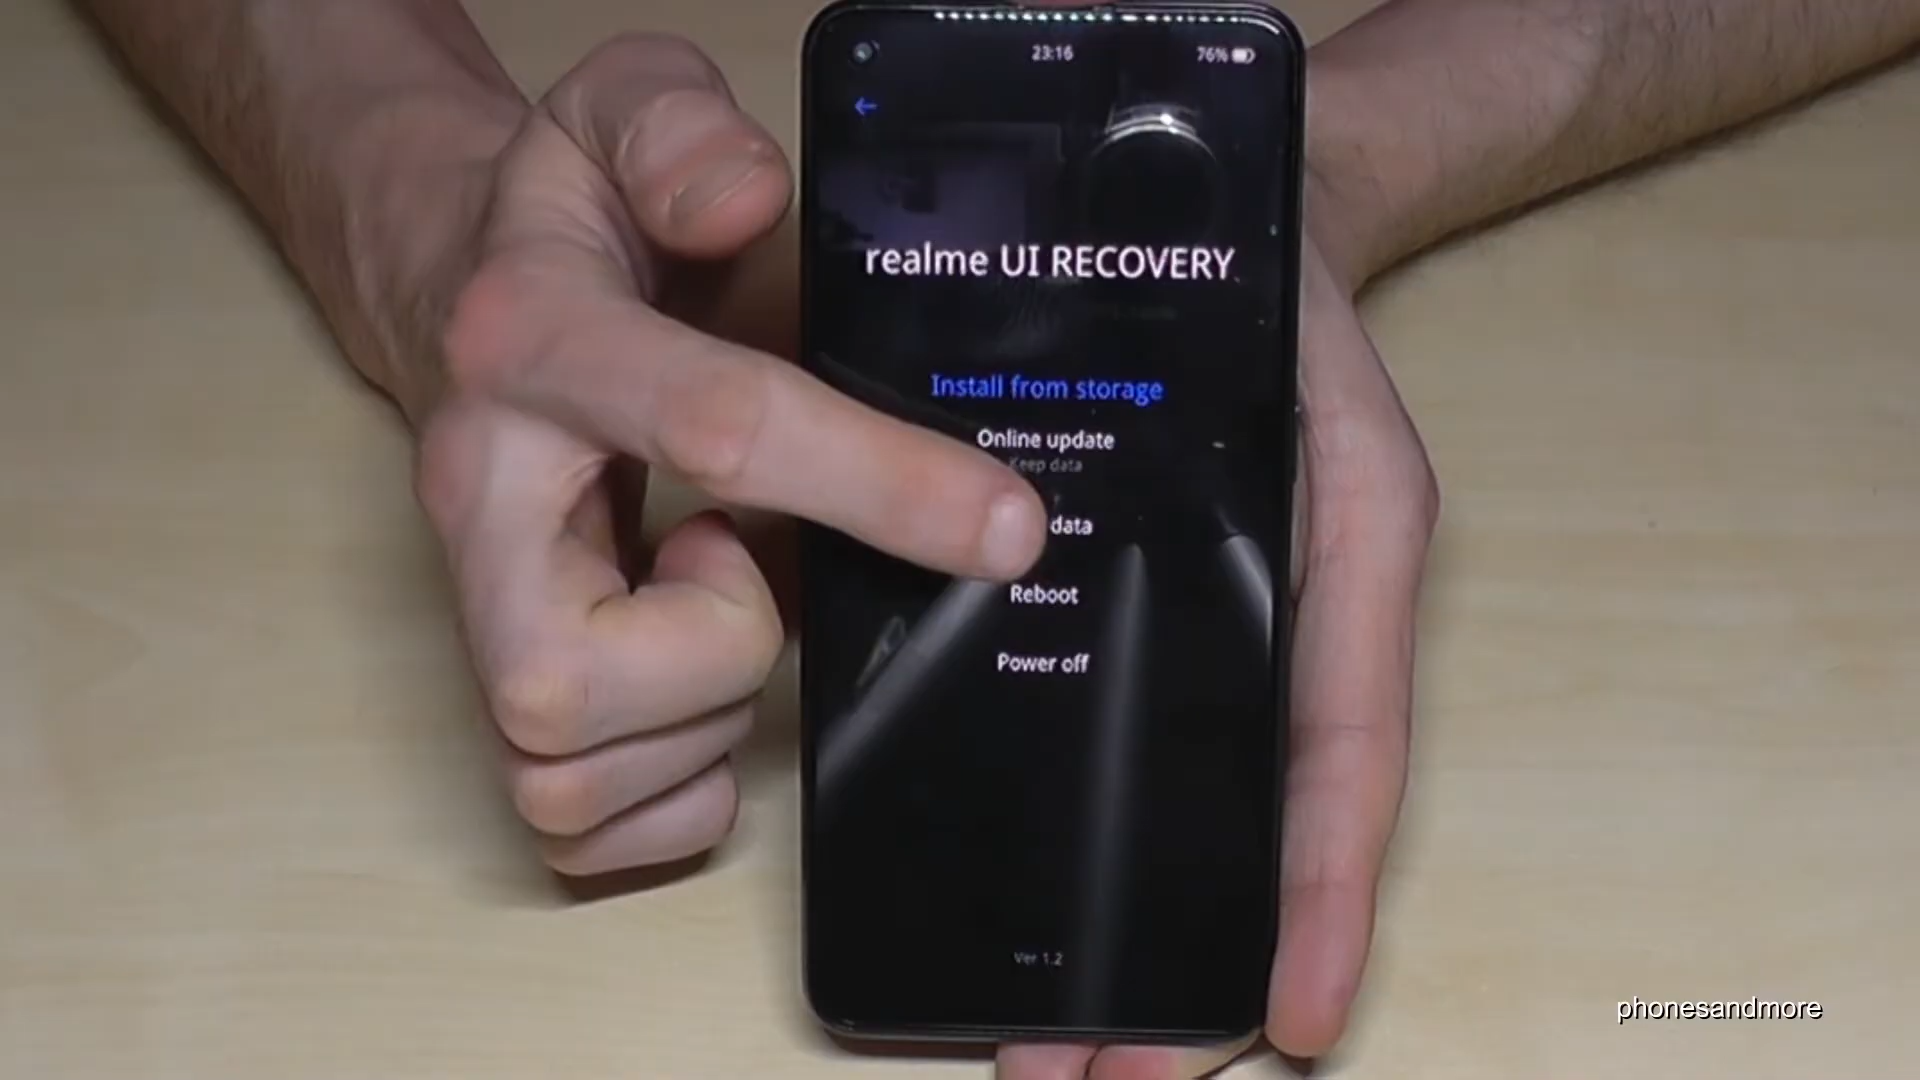 23:16
76%
realme UI RECOVERY
Install from storage
Online update
Keep data
data
Reboot
Power off
Ver 1.2
phonesandmore